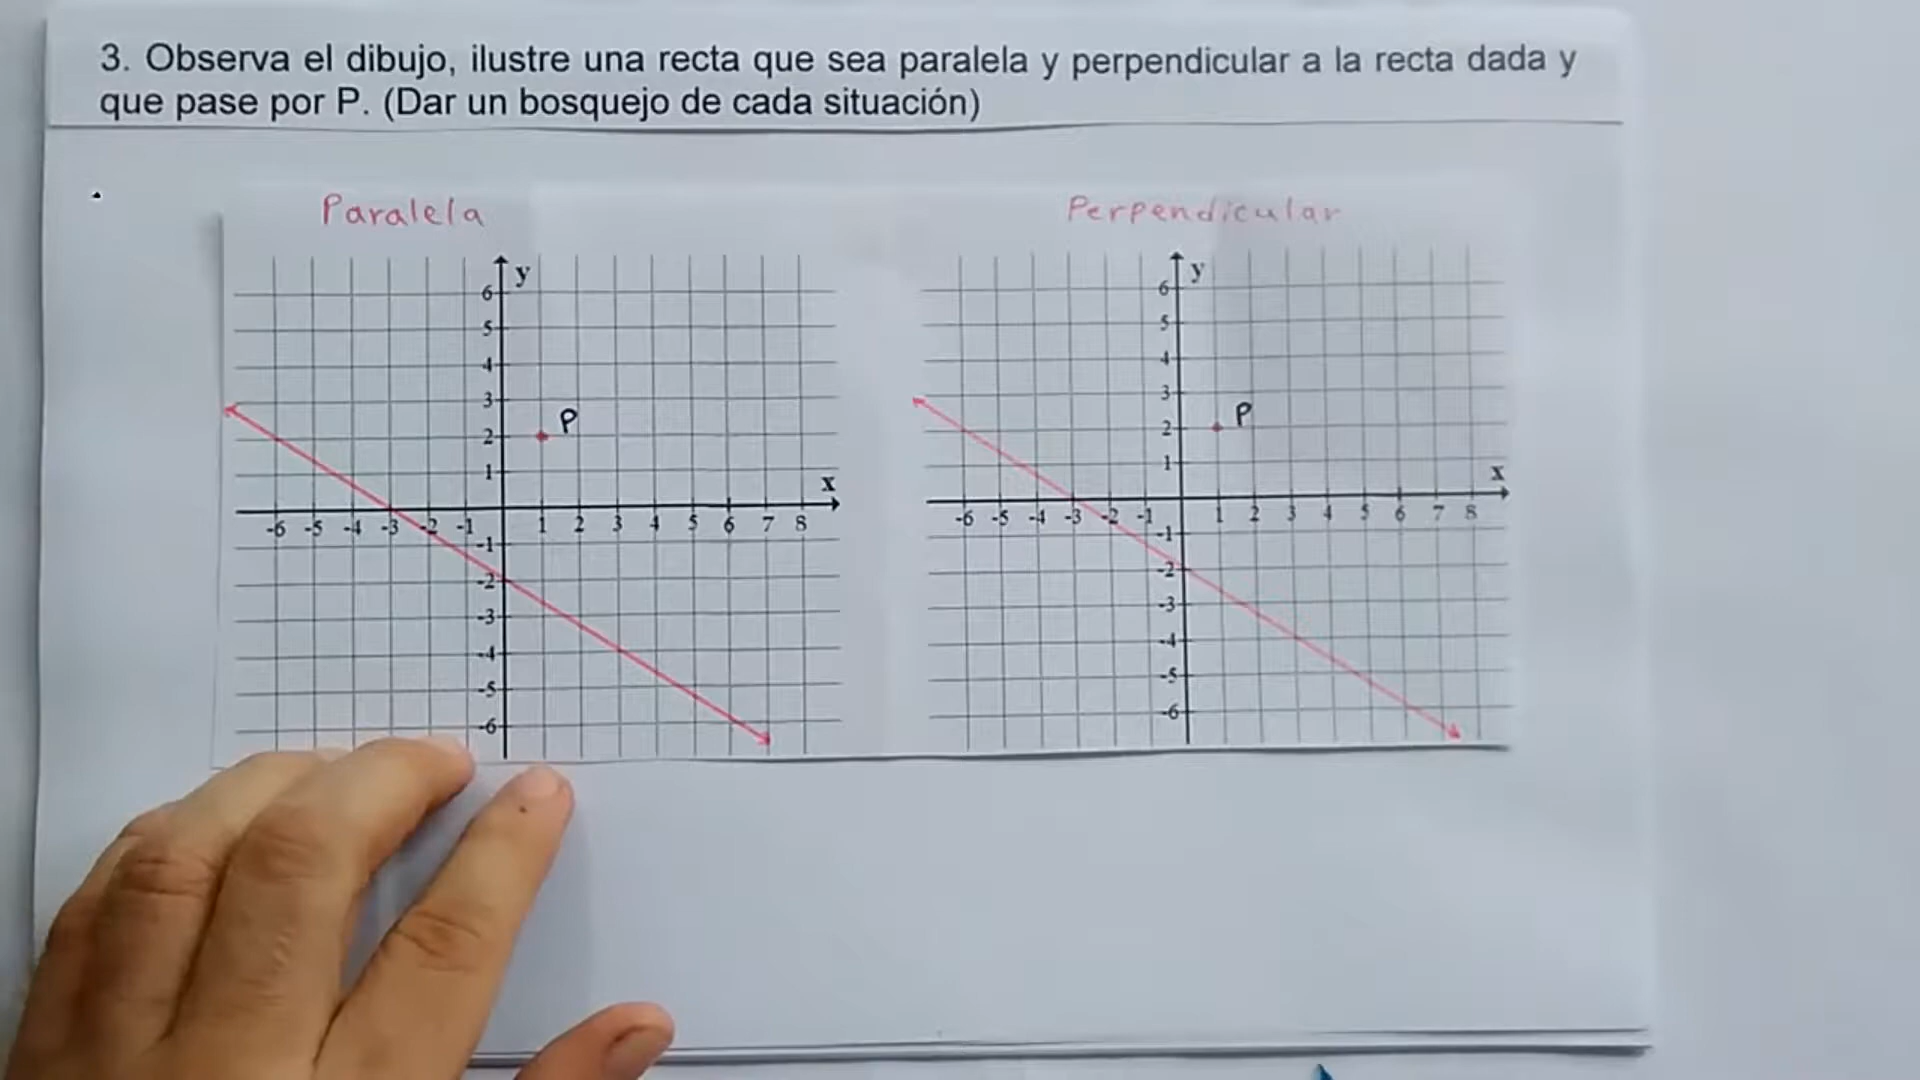 3. Observa el dibujo, ilustre una recta que sea paralela y perpendicular a la recta dada y
que pase por P. (Dar un bosquejo de cada situación)
Paralela
y
6
5
4
3
2
1
P
x
-6 -5 -4 -3 -2 -1 1 2 3 4 5 6 7 8
-1
-2
-3
-4
-5
-6
Perpendicular
y
6
5
4
3
2
1
P
x
-6 -5 -4 -3 -2 -1 1 2 3 4 5 6 7 8
-1
-2
-3
-4
-5
-6